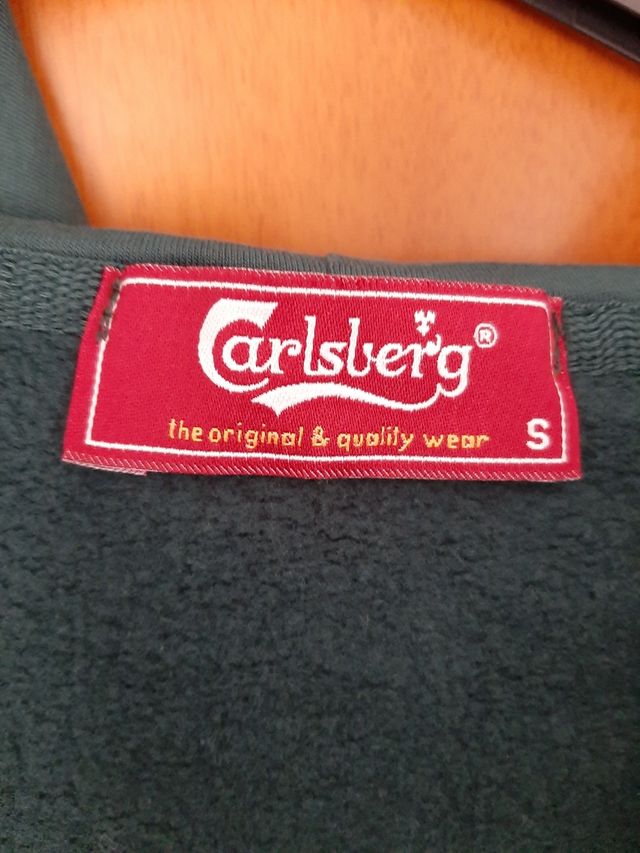 Carlsberg®
the original & quality wear S